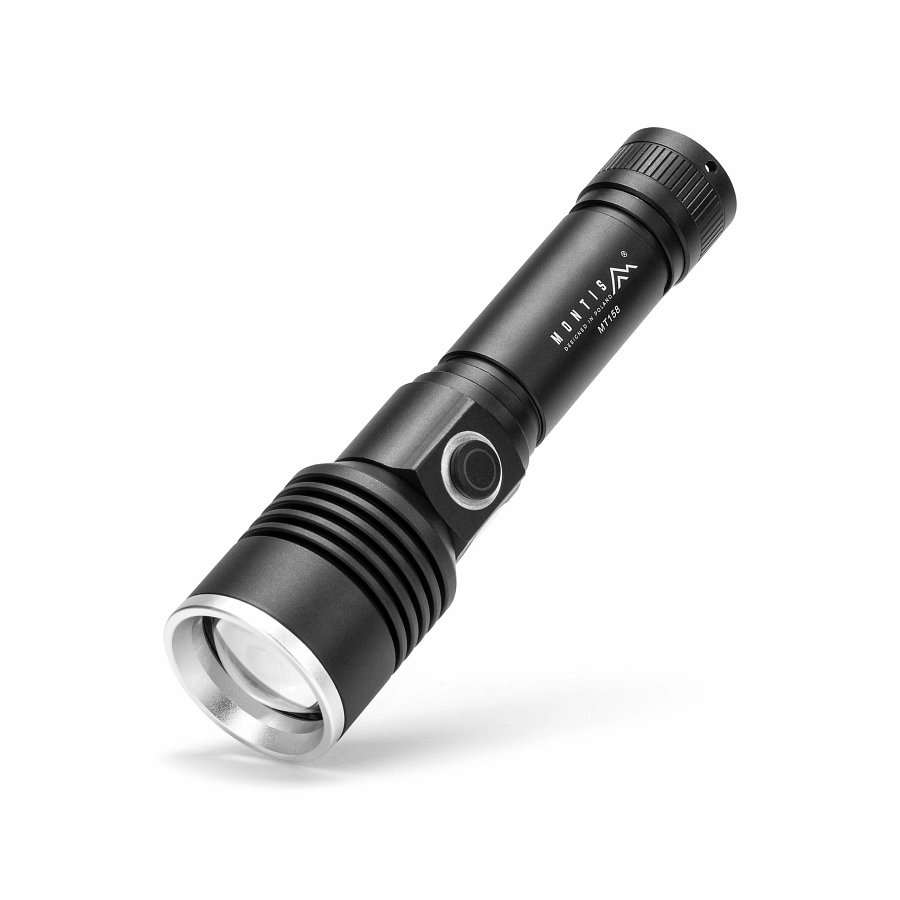 MONTIS ®
DESIGNED IN POLAND
MT158